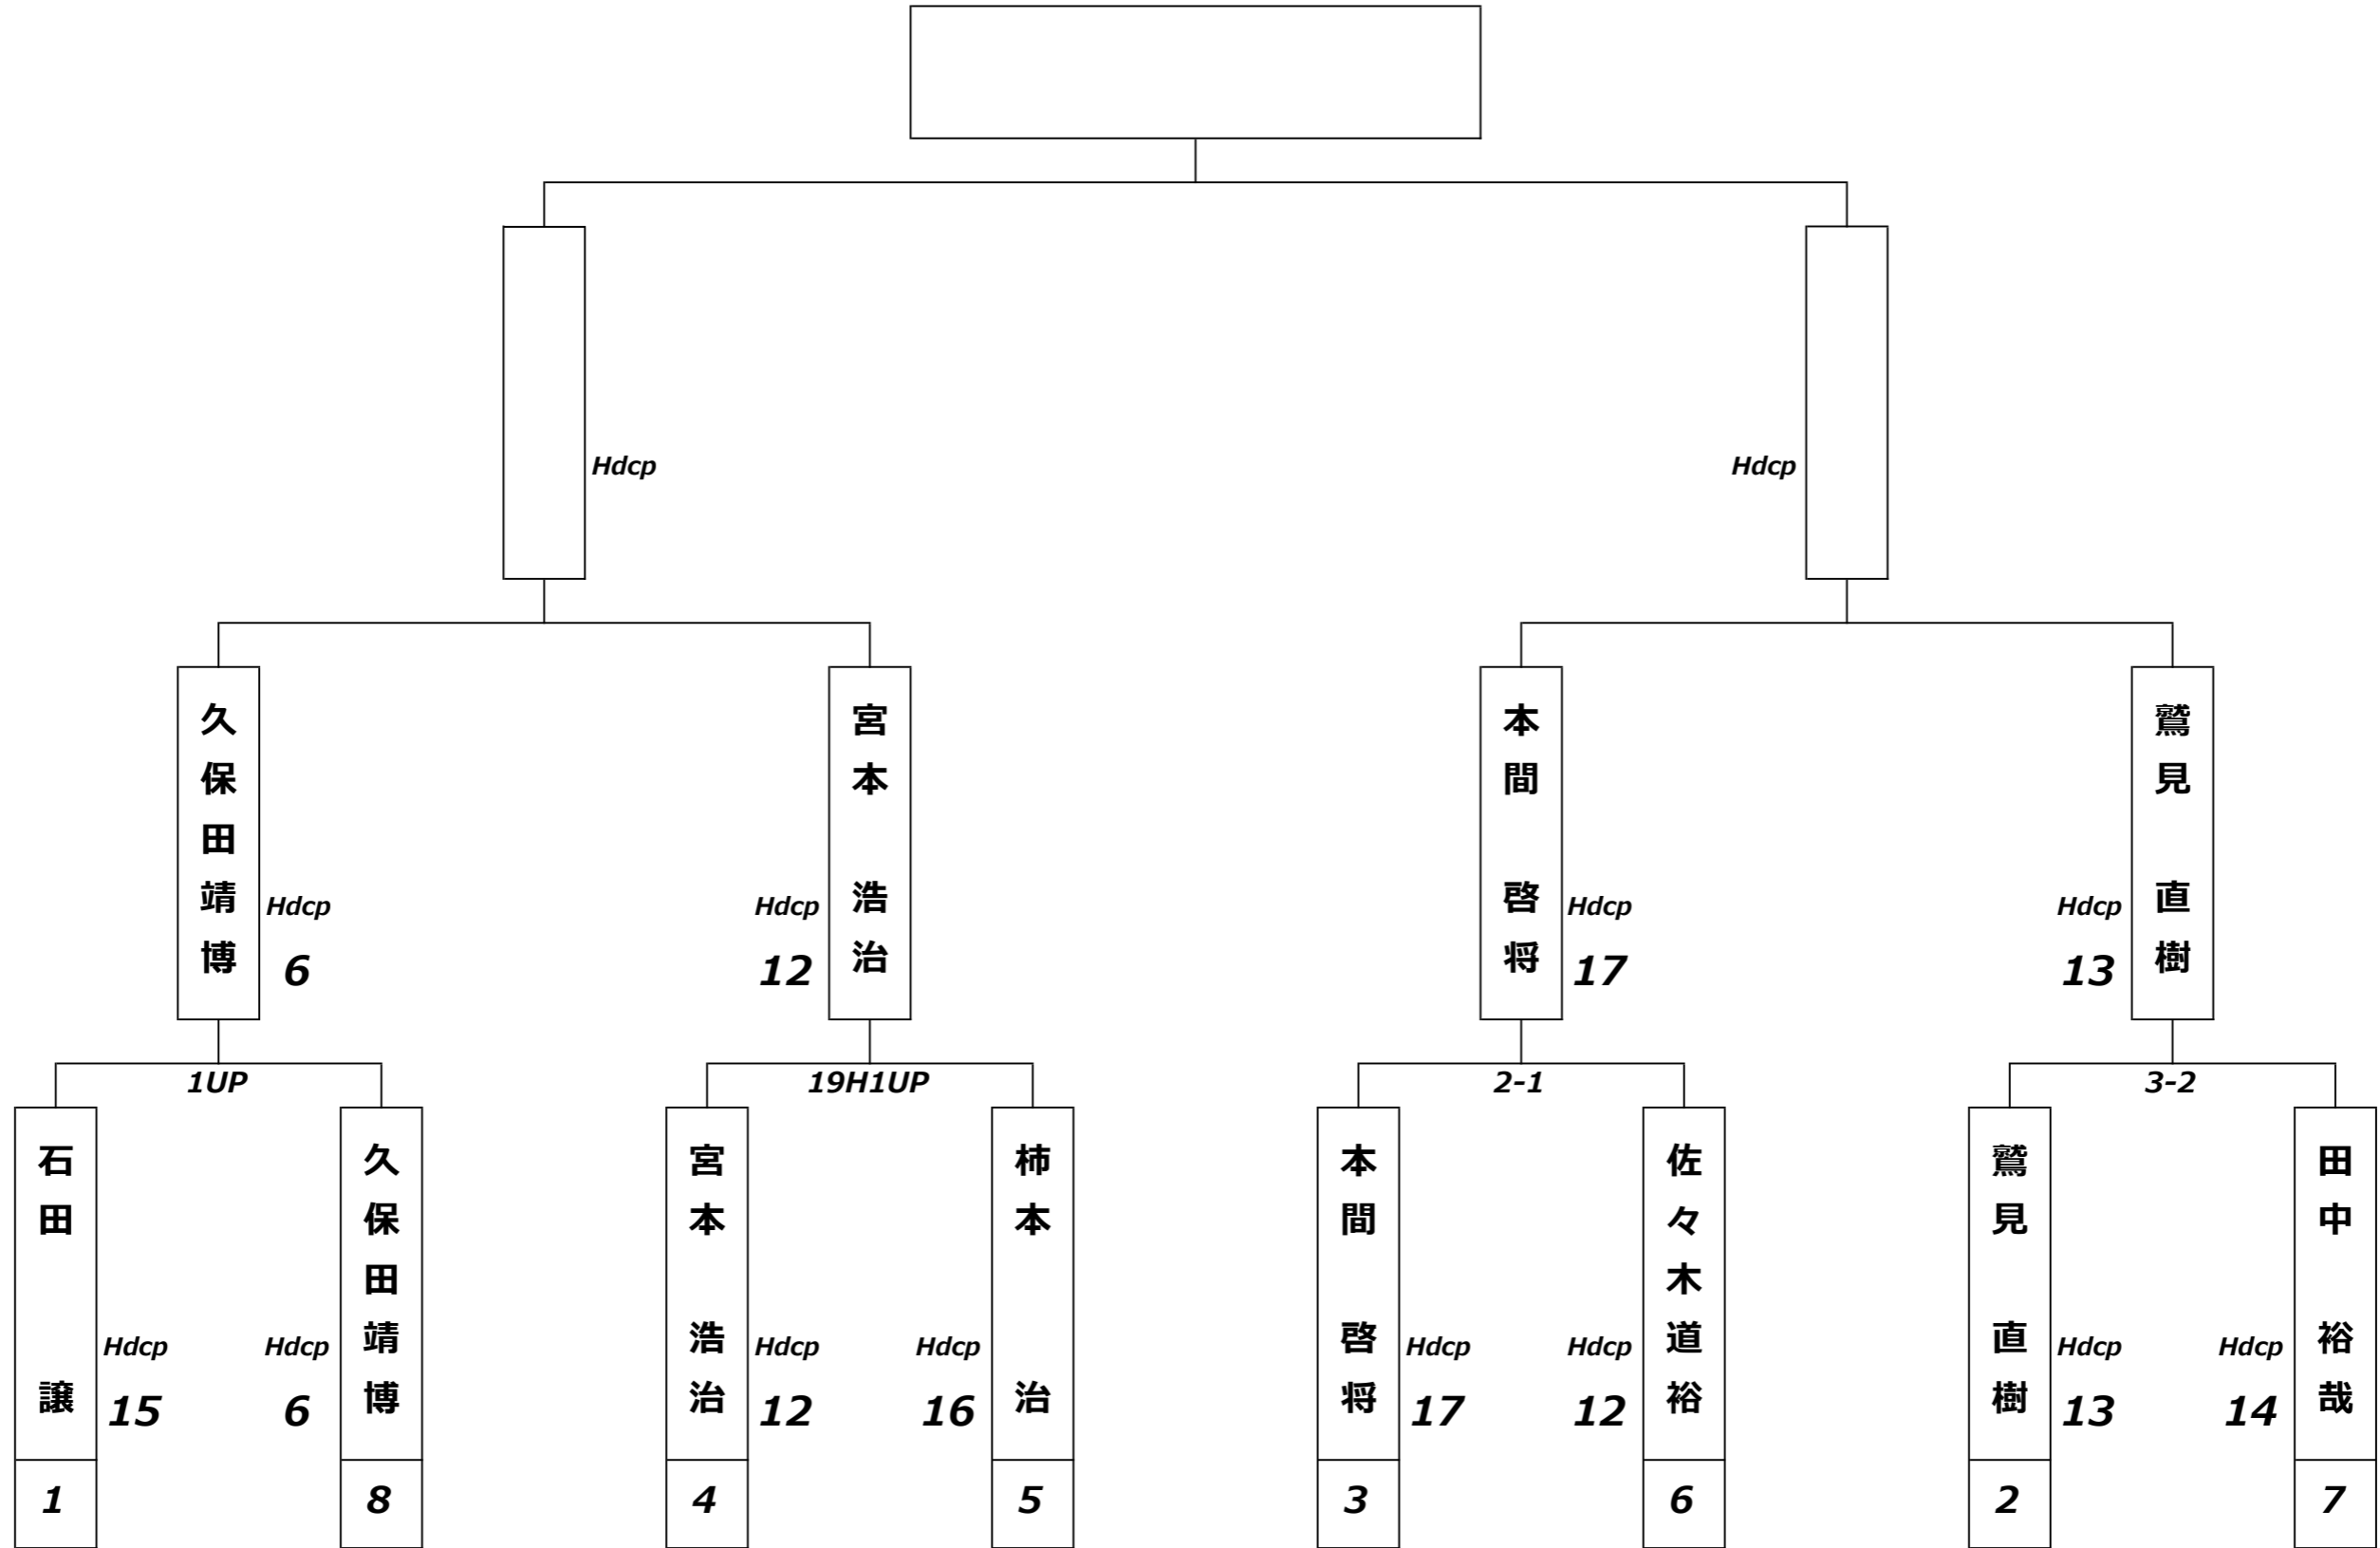 Hdcp
Hdcp
久保田靖博
Hdcp
6
宮本 浩治
Hdcp
12
本間 啓将
Hdcp
17
鷲見 直樹
Hdcp
13
1UP
19H1UP
2-1
3-2
石田 譲
Hdcp
15
1
久保田靖博
Hdcp
6
8
宮本 浩治
Hdcp
12
4
柿本 治
Hdcp
16
5
本間 啓将
Hdcp
17
3
佐々木道裕
Hdcp
12
6
鷲見 直樹
Hdcp
13
2
田中 裕哉
Hdcp
14
7